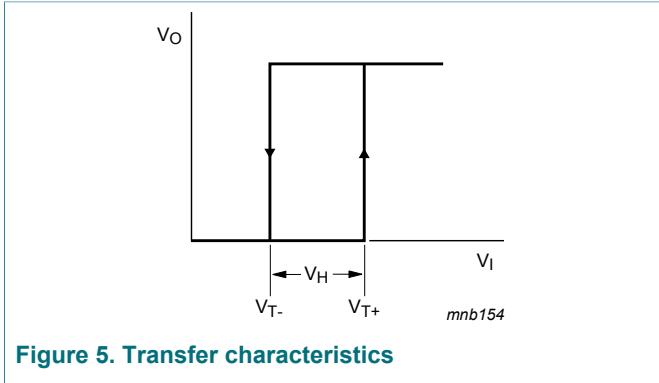 VO
VI
VH
VT-
VT+
mnb154
Figure 5. Transfer characteristics